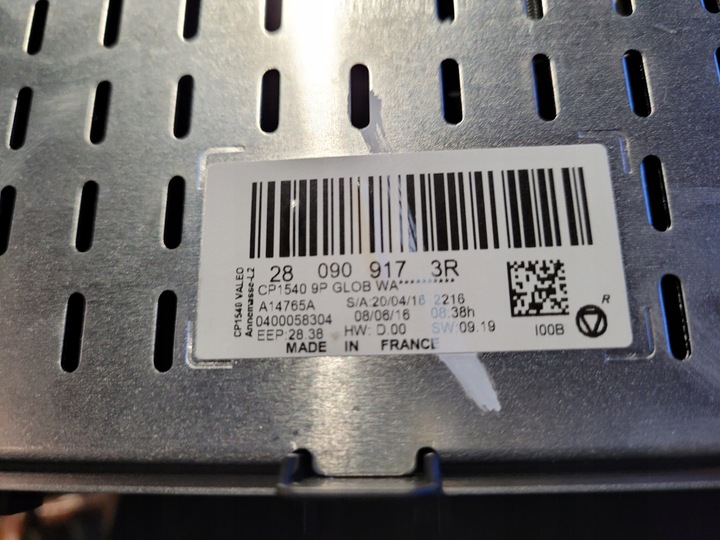 28 090 917 3R
CP1540 9P GLOB WA********
A14765A S/A:20/04/16 2216
0400058304 08/06/16 08:38h
EEP:28.38 HW: D.00 SW:09.19
MADE IN FRANCE
CP1540 VALEO
Annemasse-L2
I00B
R